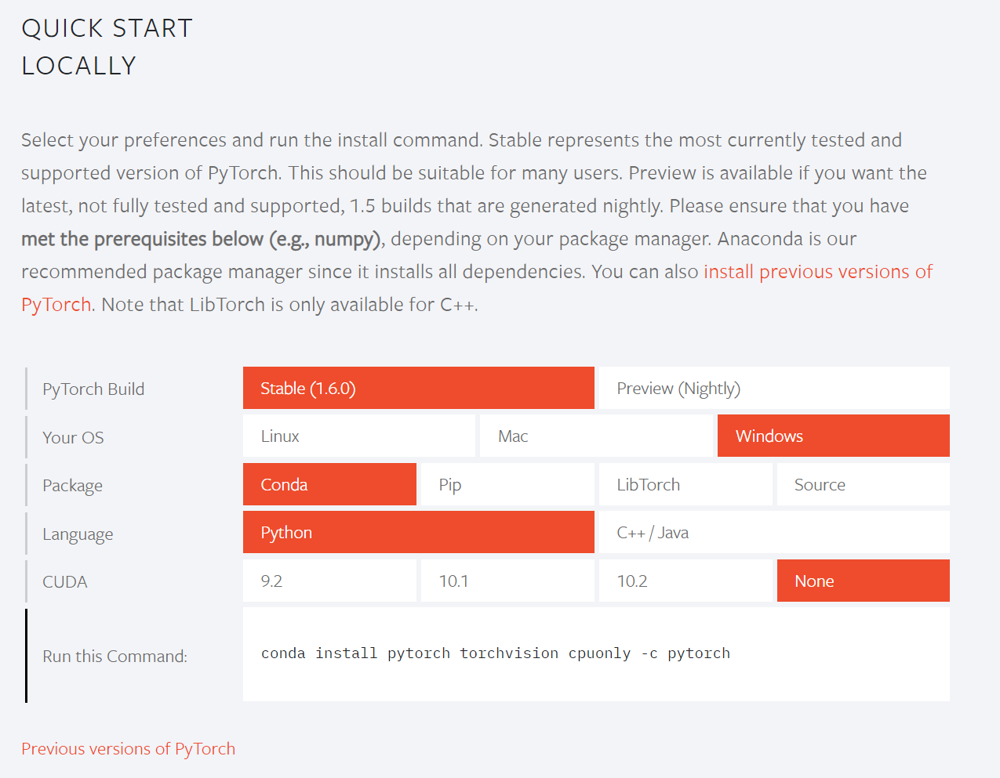 QUICK START
LOCALLY
Select your preferences and run the install command. Stable represents the most currently tested and
supported version of PyTorch. This should be suitable for many users. Preview is available if you want the
latest, not fully tested and supported, 1.5 builds that are generated nightly. Please ensure that you have
met the prerequisites below (e.g., numpy), depending on your package manager. Anaconda is our
recommended package manager since it installs all dependencies. You can also install previous versions of
PyTorch. Note that LibTorch is only available for C++.
PyTorch Build Stable (1.6.0) Preview (Nightly)
Your OS Linux Mac Windows
Package Conda Pip LibTorch Source
Language Python C++ / Java
CUDA 9.2 10.1 10.2 None
Run this Command: conda install pytorch torchvision cpuonly -c pytorch
Previous versions of PyTorch